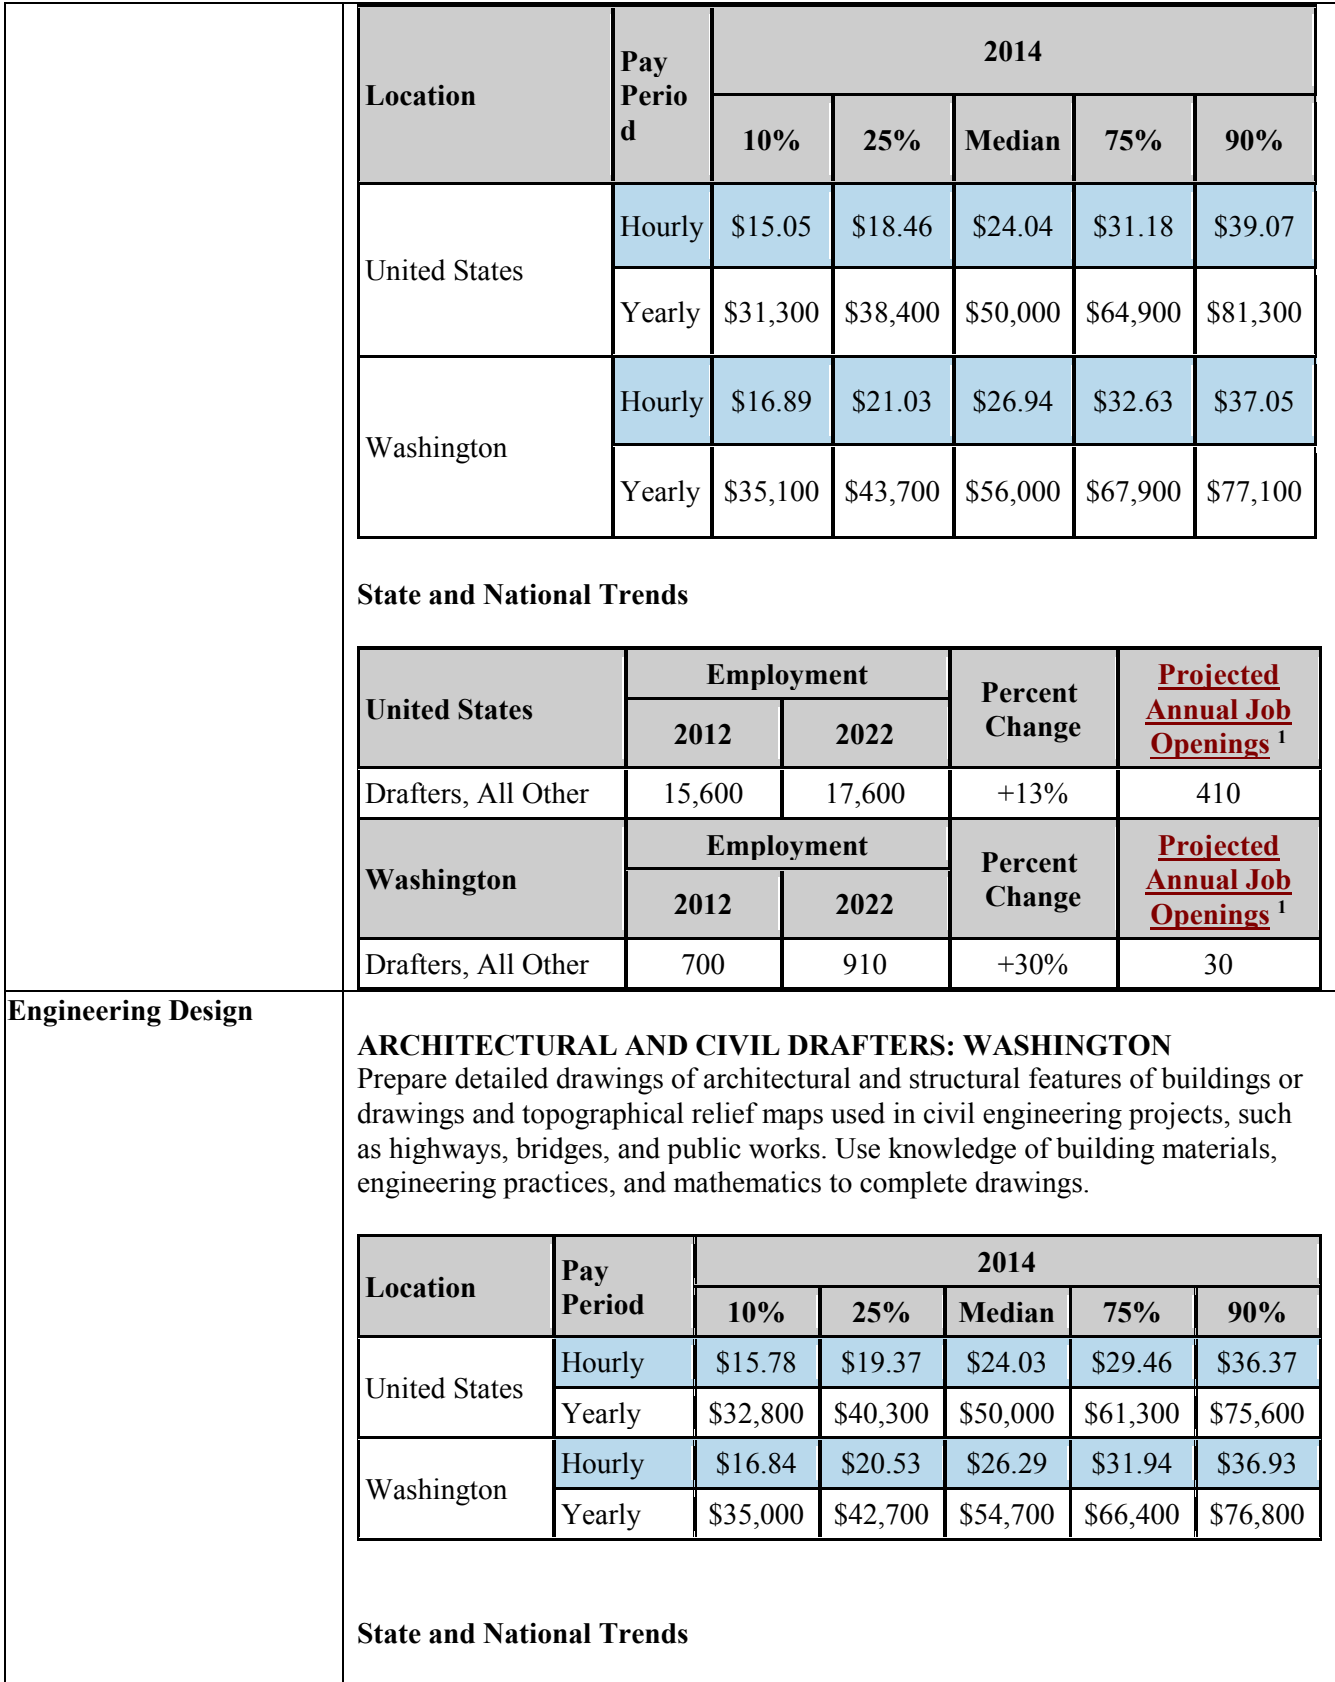 Location
Pay
Perio
d
2014
10% 25% Median 75% 90%
United States
Hourly $15.05 $18.46 $24.04 $31.18 $39.07
Yearly $31,300 $38,400 $50,000 $64,900 $81,300
Washington
Hourly $16.89 $21.03 $26.94 $32.63 $37.05
Yearly $35,100 $43,700 $56,000 $67,900 $77,100
State and National Trends
United States
Employment
2012 2022
Percent
Change
Projected
Annual Job
Openings 1
Drafters, All Other 15,600 17,600 +13% 410
Washington
Employment
2012 2022
Percent
Change
Projected
Annual Job
Openings 1
Drafters, All Other 700 910 +30% 30
Engineering Design
ARCHITECTURAL AND CIVIL DRAFTERS: WASHINGTON
Prepare detailed drawings of architectural and structural features of buildings or
drawings and topographical relief maps used in civil engineering projects, such
as highways, bridges, and public works. Use knowledge of building materials,
engineering practices, and mathematics to complete drawings.
Location
Pay
Period
2014
10% 25% Median 75% 90%
United States
Hourly $15.78 $19.37 $24.03 $29.46 $36.37
Yearly $32,800 $40,300 $50,000 $61,300 $75,600
Washington
Hourly $16.84 $20.53 $26.29 $31.94 $36.93
Yearly $35,000 $42,700 $54,700 $66,400 $76,800
State and National Trends